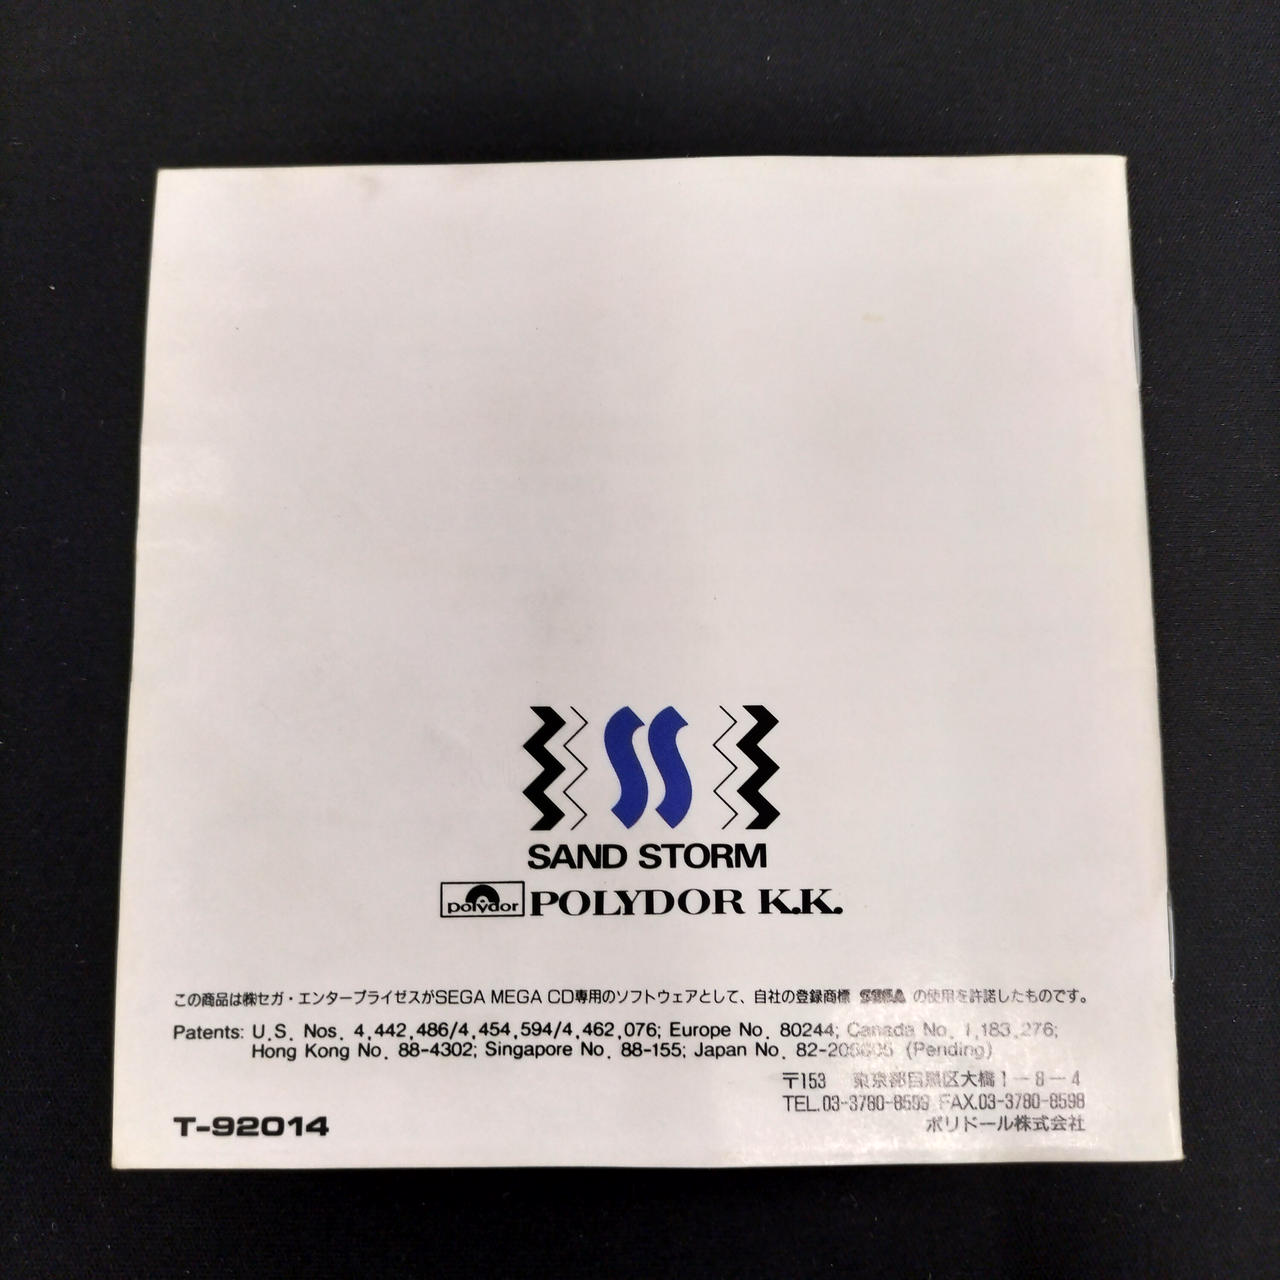 SS
SAND STORM
polydor POLYDOR K.K.
この商品は㈱セガ・エンタープライゼスがSEGA MEGA CD専用のソフトウェアとして、自社の登録商標 SEGA の使用を許諾したものです。
Patents: U.S. Nos. 4,442,486/4,454,594/4,462,076; Europe No. 80244; Canada No. 1,183,276;
Hong Kong No. 88-4302; Singapore No. 88-155; Japan No. 82-205605 (Pending)
〒153 東京都目黒区大橋1-8-4
TEL.03-3780-8599 FAX.03-3780-8598
T-92014
ポリドール株式会社